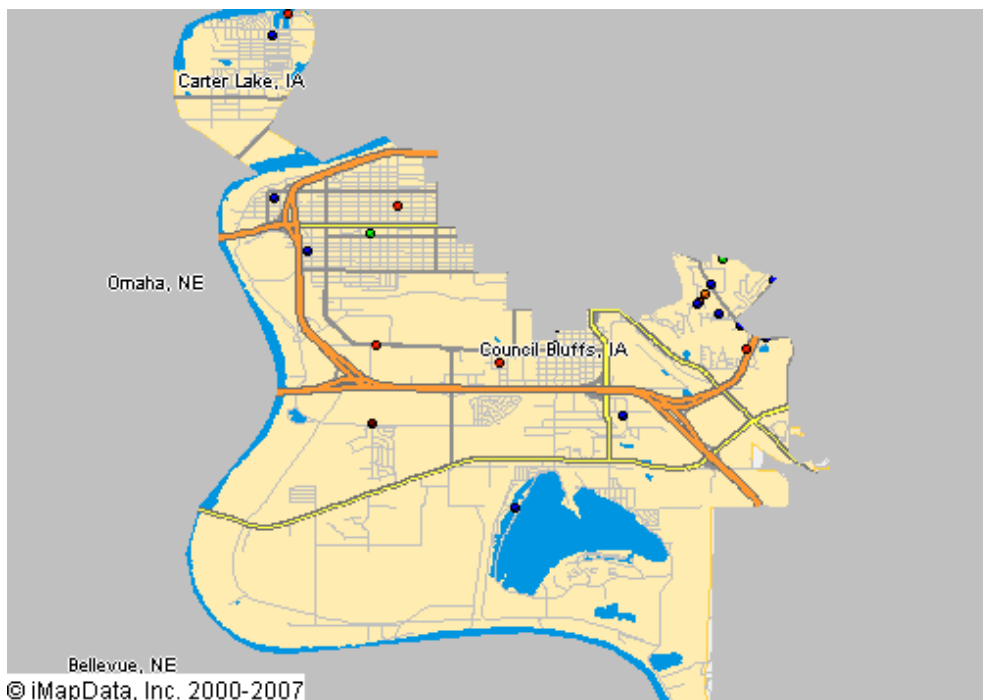 Carter Lake, IA
Omaha, NE
Council Bluffs, IA
Bellevue, NE
© iMapData, Inc. 2000-2007